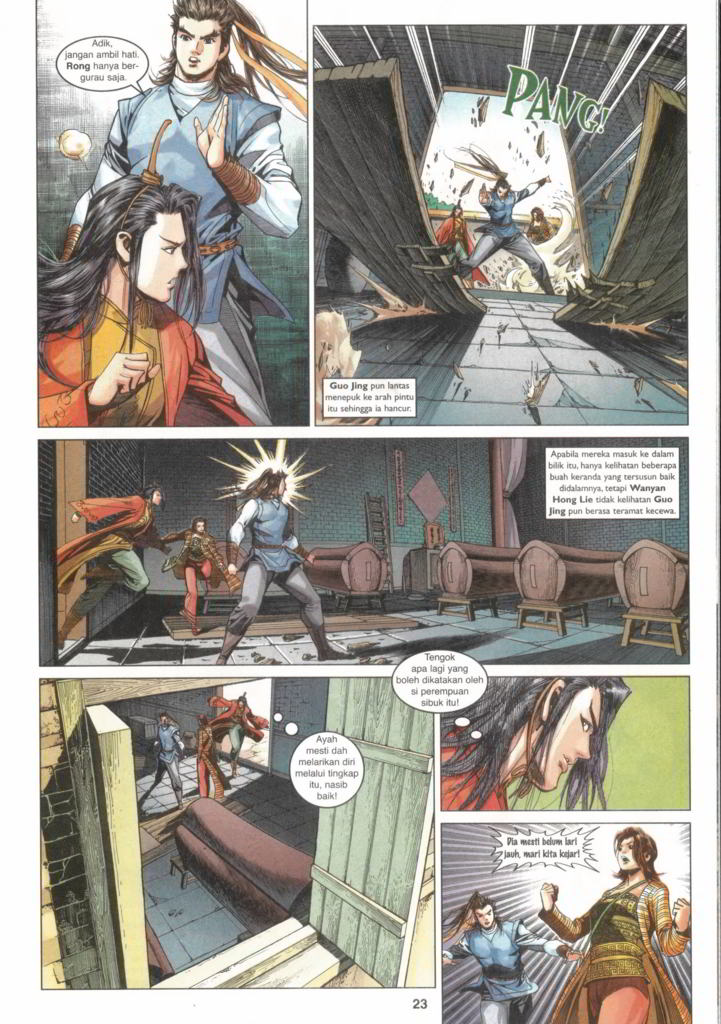 Adik,
jangan ambil hati.
Rong hanya ber-
gurau saja.
PANG!
Guo Jing pun lantas
menepuk ke arah pintu
itu sehingga ia hancur.
Apabila mereka masuk ke dalam
bilik itu, hanya kelihatan beberapa
buah keranda yang tersusun baik
didalamnya, tetapi Wanyan
Hong Lie tidak kelihatan Guo
Jing pun berasa teramat kecewa.
Ayah
mesti dah
melarikan diri
melalui tingkap
itu, nasib
baik!
Tengok
apa lagi yang
boleh dikatakan oleh
si perempuan
sibuk itu!
Dia mesti belum lari
jauh, mari kita kejar!
23